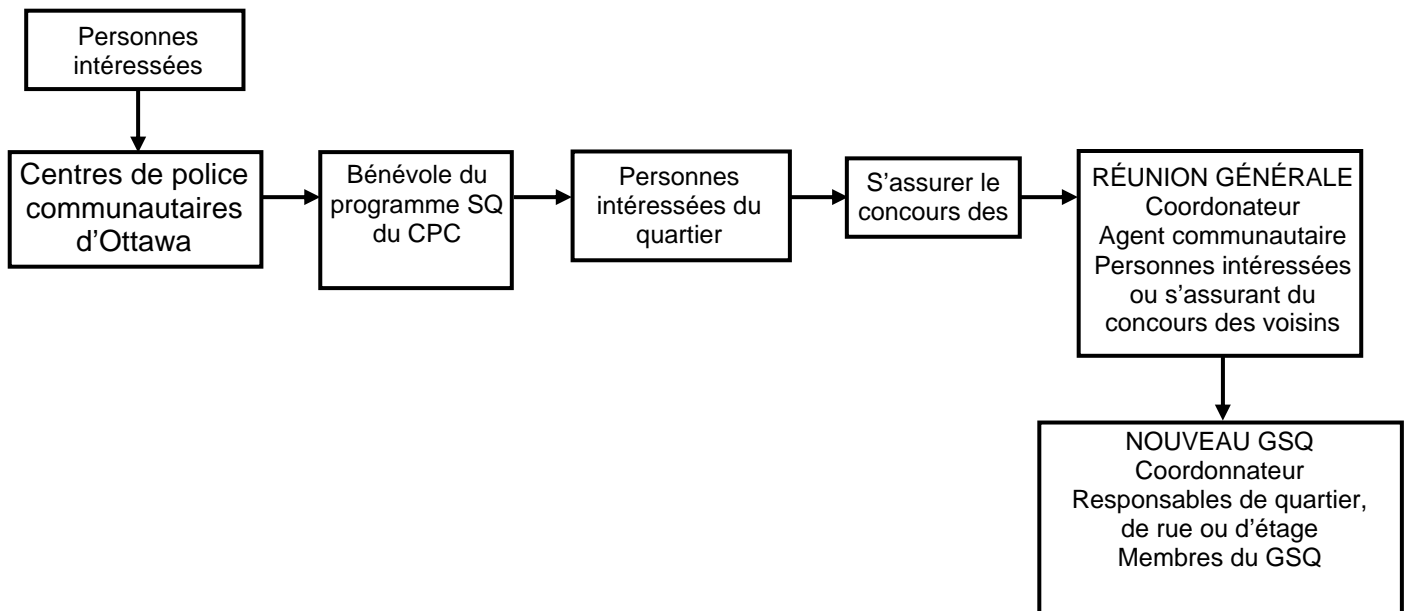 Personnes
intéressées
Centres de police
communautaires
d'Ottawa
Bénévole du
programme SQ
du CPC
Personnes
intéressées du
quartier
S'assurer le
concours des
RÉUNION GÉNÉRALE
Coordonateur
Agent communautaire
Personnes intéressées
ou s'assurant du
concours des voisins
NOUVEAU GSQ
Coordonnateur
Responsables de quartier,
de rue ou d'étage
Membres du GSQ